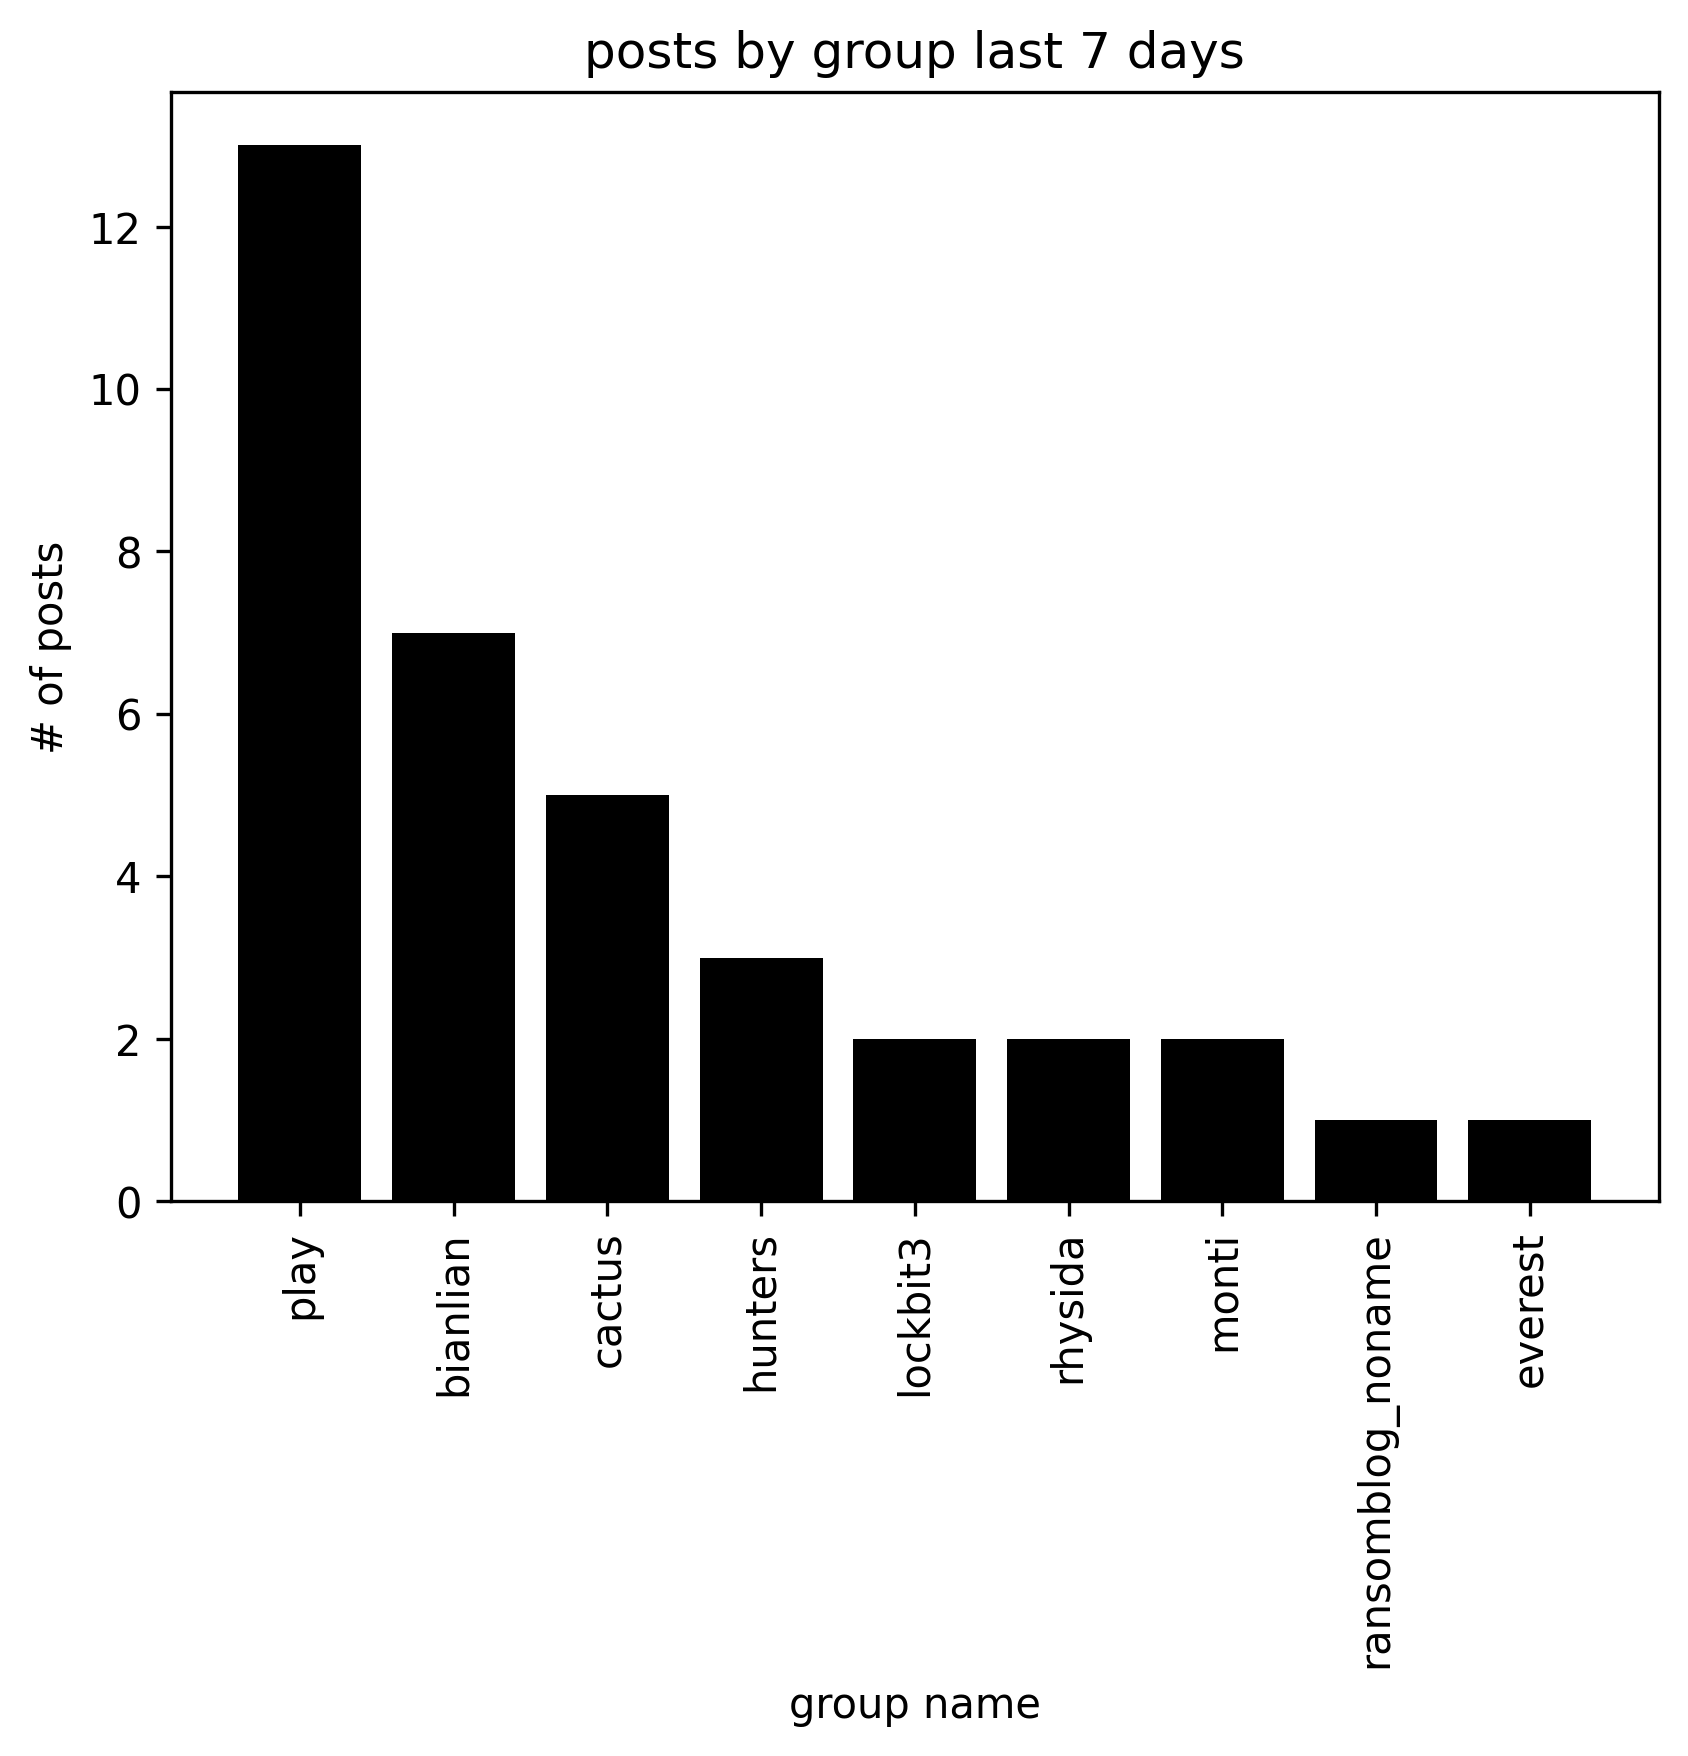 posts by group last 7 days
# of posts
12
10
8
6
4
2
0
play
bianlian
cactus
hunters
lockbit3
rhysida
monti
ransomblog_noname
everest
group name